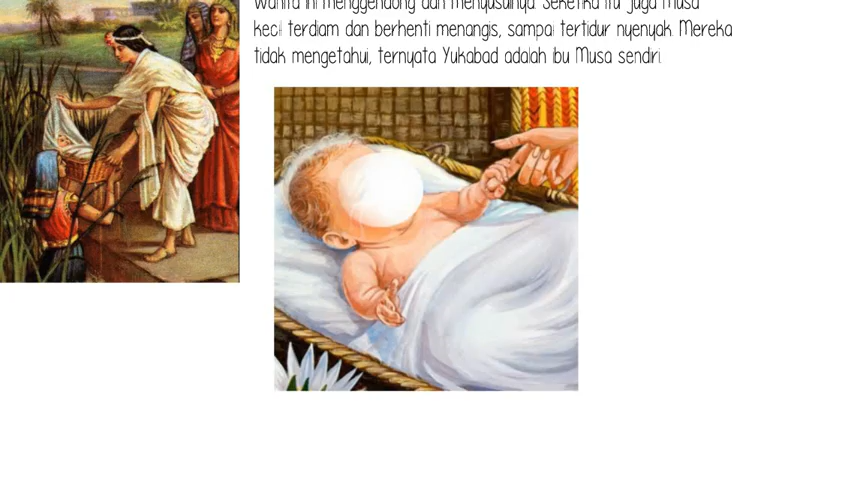 Wanita ini menggendong dan menyusuinya. Seketika itu juga Musa
kecil terdiam dan berhenti menangis, sampai tertidur nyenyak. Mereka
tidak mengetahui, ternyata Yukabad adalah ibu Musa sendiri.